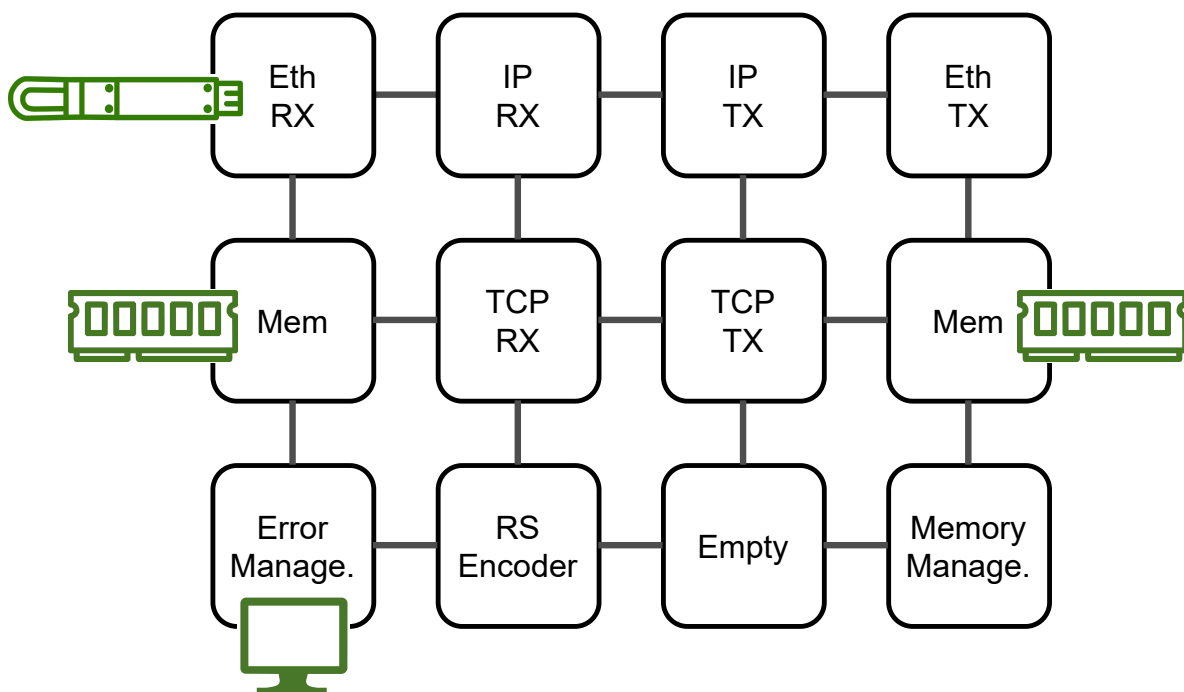 Eth
RX
IP
RX
IP
TX
Eth
TX
Mem
TCP
RX
TCP
TX
Mem
Error
Manage.
RS
Encoder
Empty
Memory
Manage.